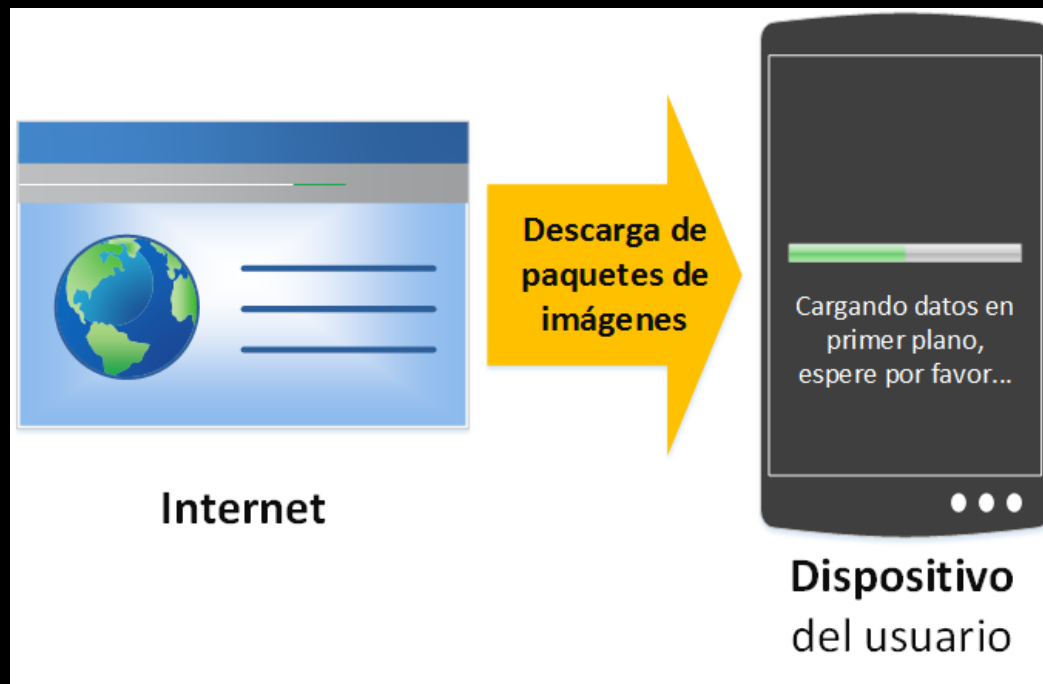 Descarga de
paquetes de
imágenes
Cargando datos en
primer plano,
espere por favor...
Internet
Dispositivo
del usuario